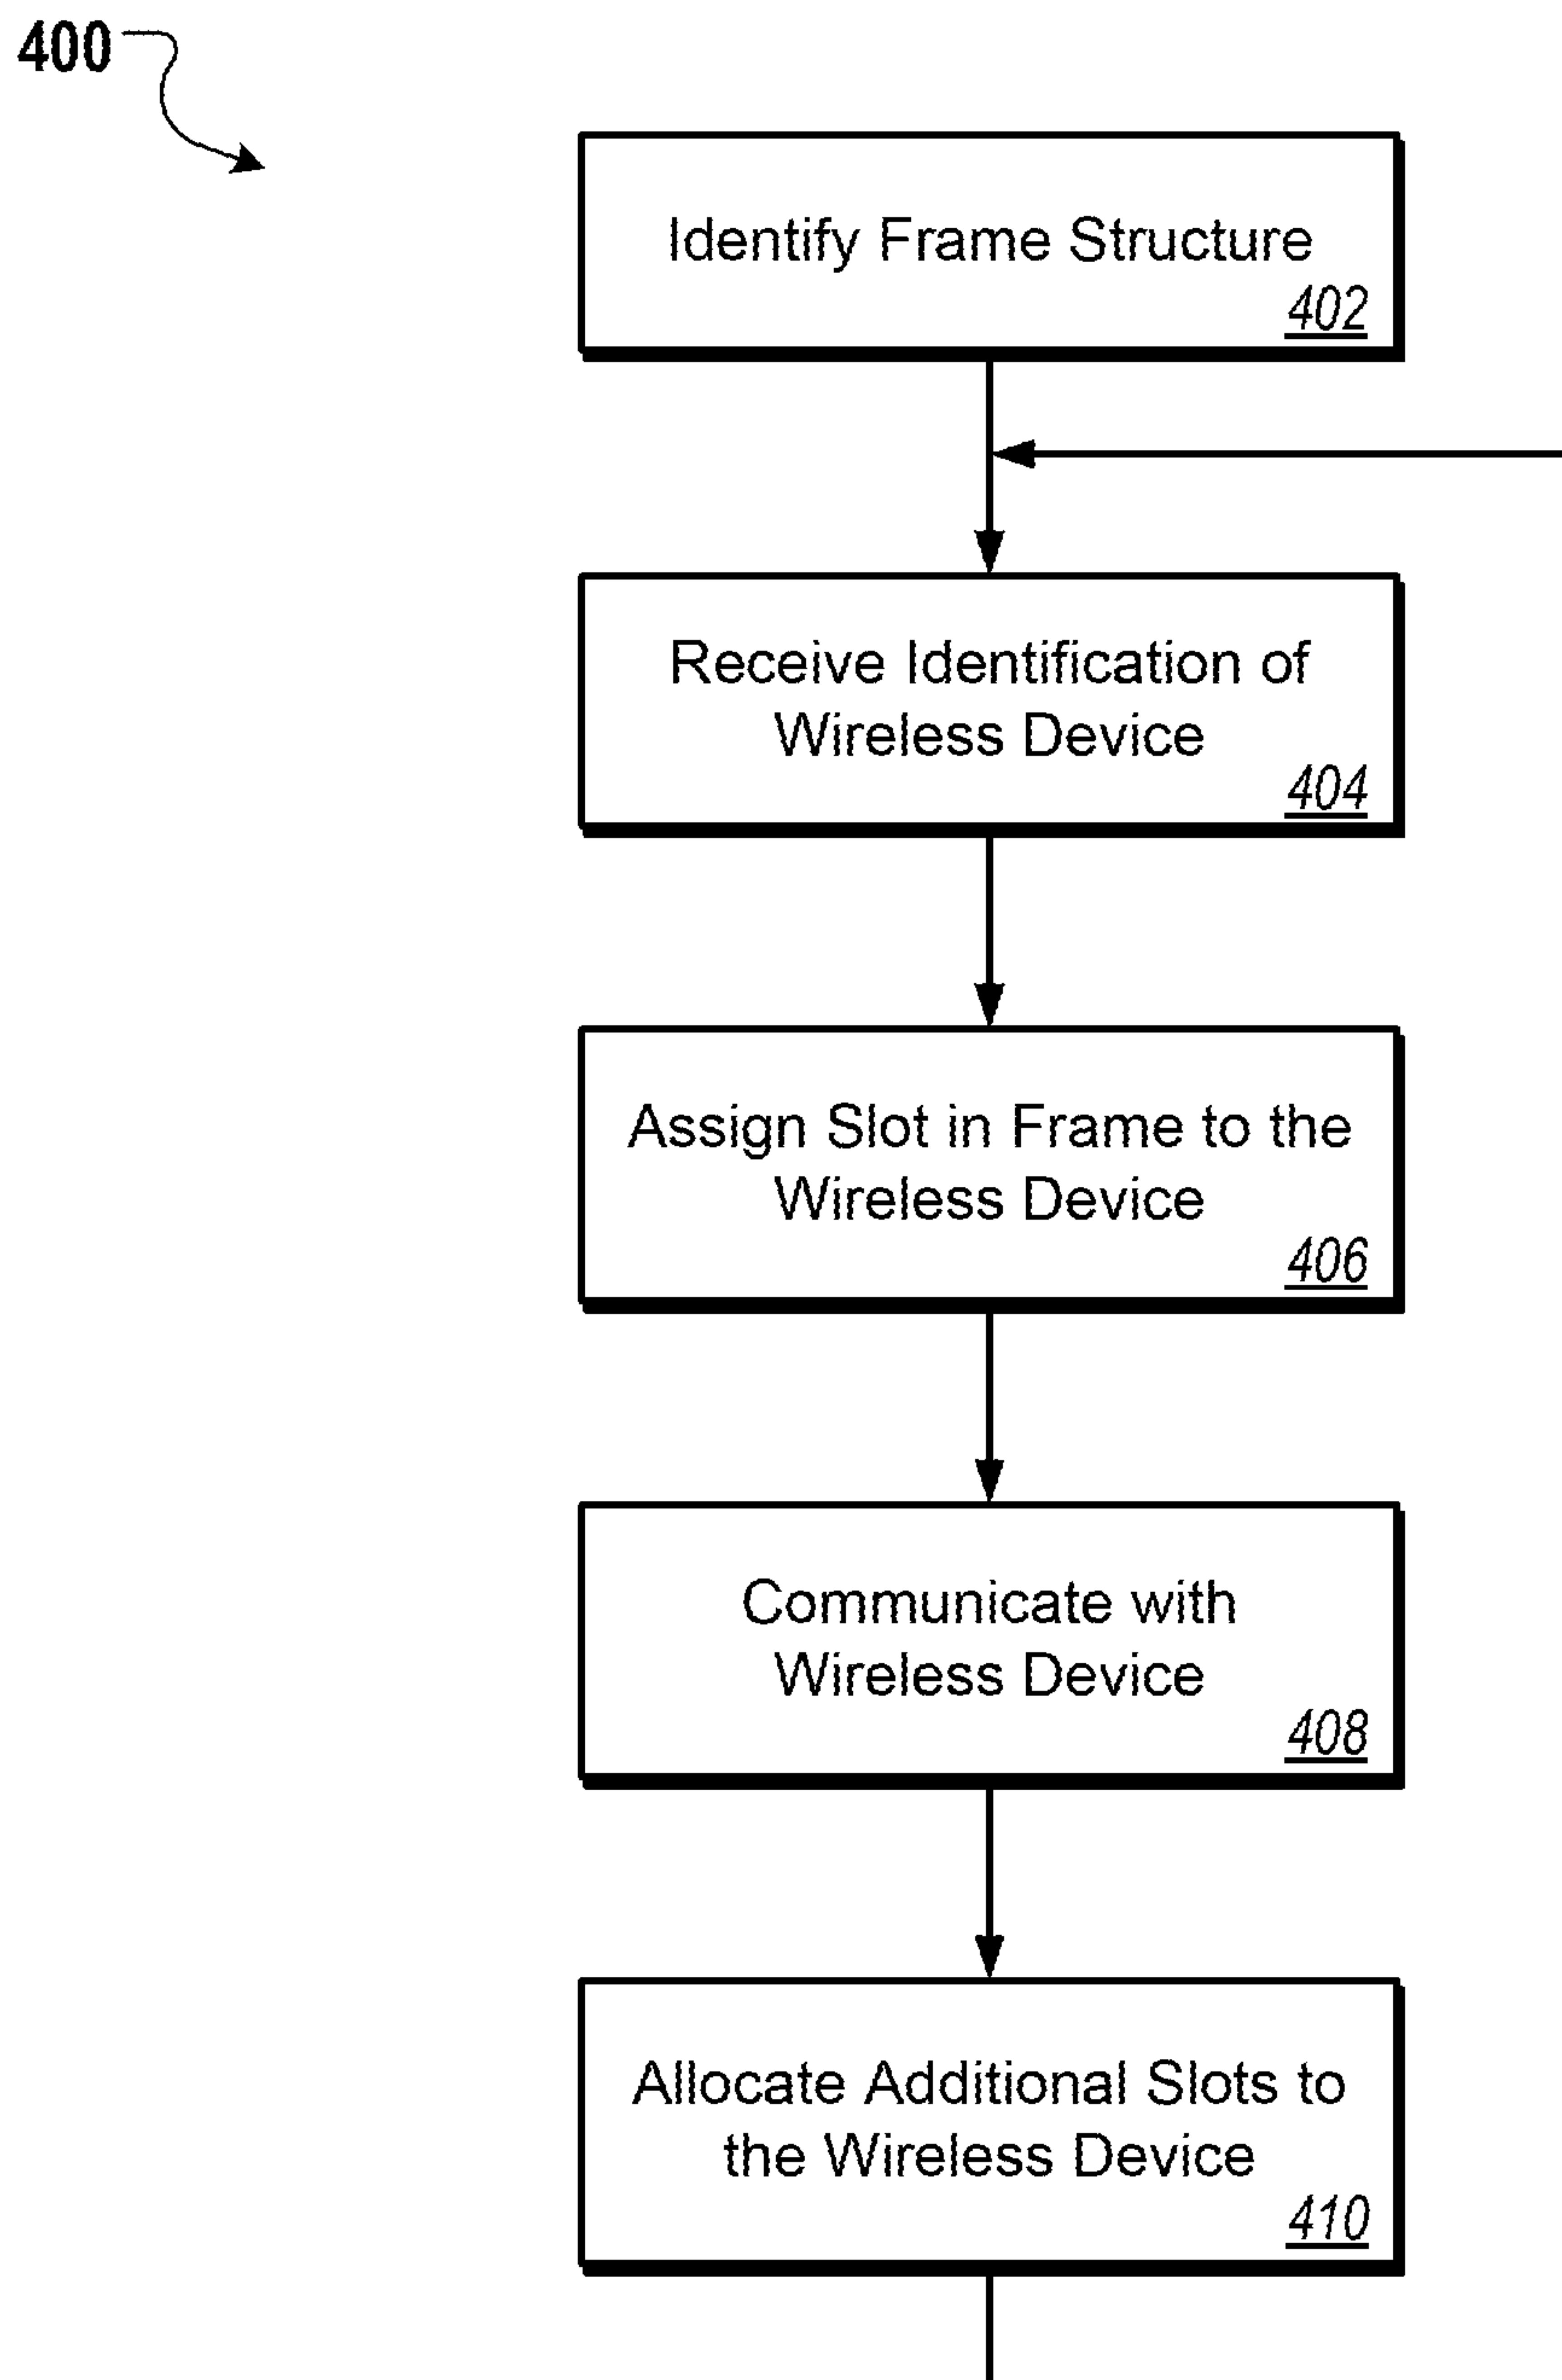 400
Identify Frame Structure
402
Receive Identification of
Wireless Device
404
Assign Slot in Frame to the
Wireless Device
406
Communicate with
Wireless Device
408
Allocate Additional Slots to
the Wireless Device
410